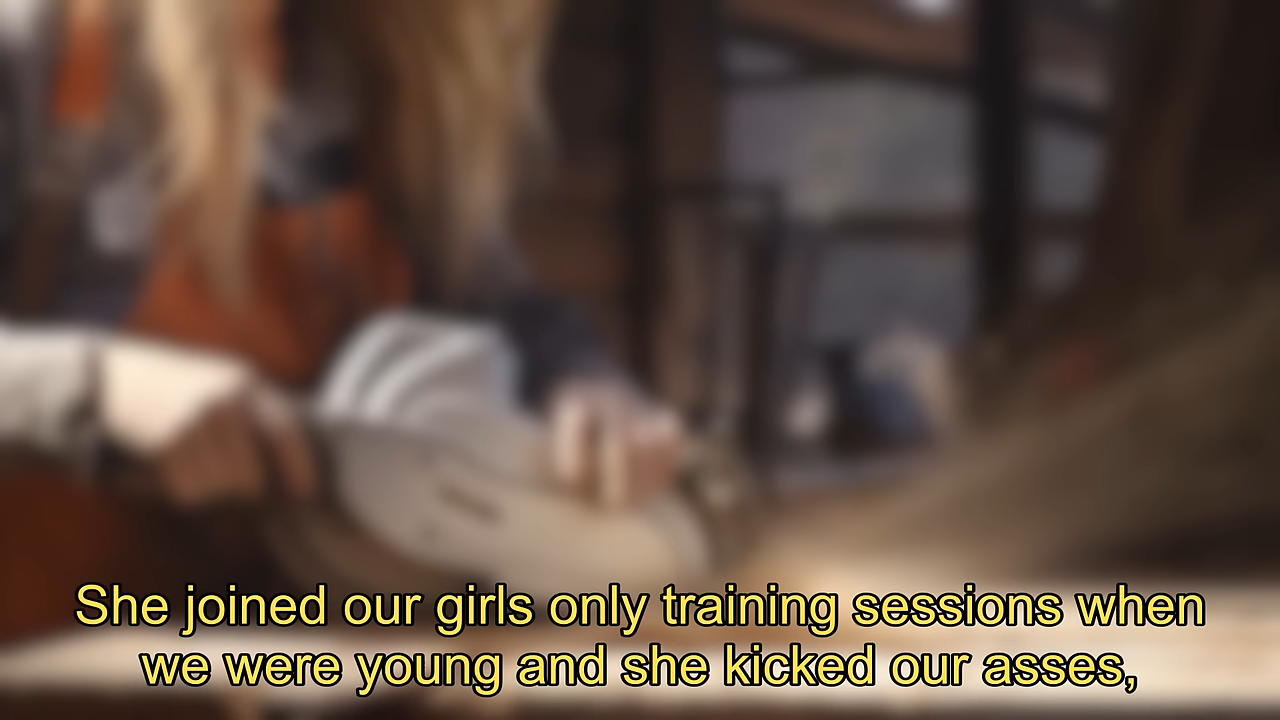 She joined our girls only training sessions when
we were young and she kicked our asses,